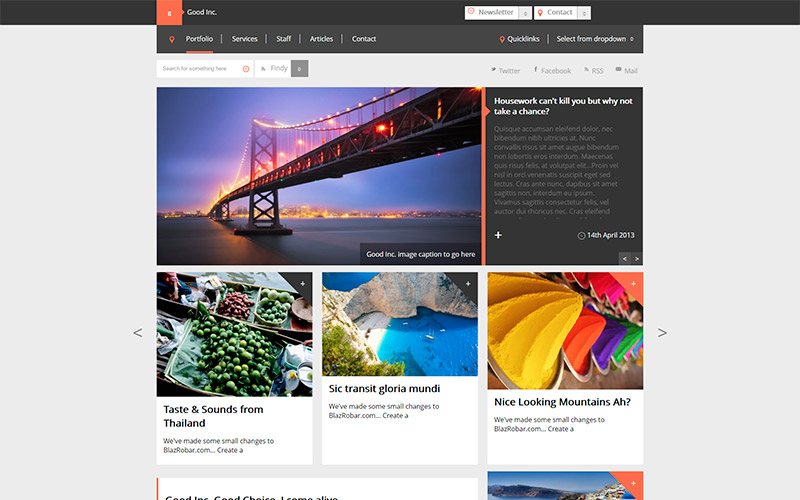 g Good Inc. Newsletter 0 Contact 0
Portfolio Services Staff Articles Contact Quicklinks Select from dropdown 0
Search for something here Findy 0 Twitter Facebook RSS Mail
Housework can't kill you but why not
take a chance?
Quisque accumsan eleifend dolor, nec
bibendum nibh ultricies at. Nunc
convallis risus sit amet augue bibendum
non lobortis eros interdum. Maecenas
quis risus felis, at volutpat elit...Proin vel
nisl in orci venenatis suscipit eget sed
lectus. Cras ante nunc, dapibus sit amet
sagittis non, interdum eu ipsum.
Vivamus sagittis consectetur felis, vel
auctor dui rhoncus nec. Cras eleifend
+ 14th April 2013
Good Inc. image caption to go here
< >
+ + +
< >
Taste & Sounds from
Thailand
We've made some small changes to
BlazRobar.com... Create a
Sic transit gloria mundi
We've made some small changes to
BlazRobar.com... Create a
Nice Looking Mountains Ah?
We've made some small changes to
BlazRobar.com... Create a
+
Good Inc. Good Choice. I come alive